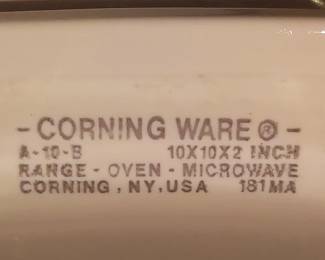 - CORNING WARE ® -
A-10-B 10X10X2 INCH
RANGE - OVEN - MICROWAVE
CORNING, NY, USA 181MA